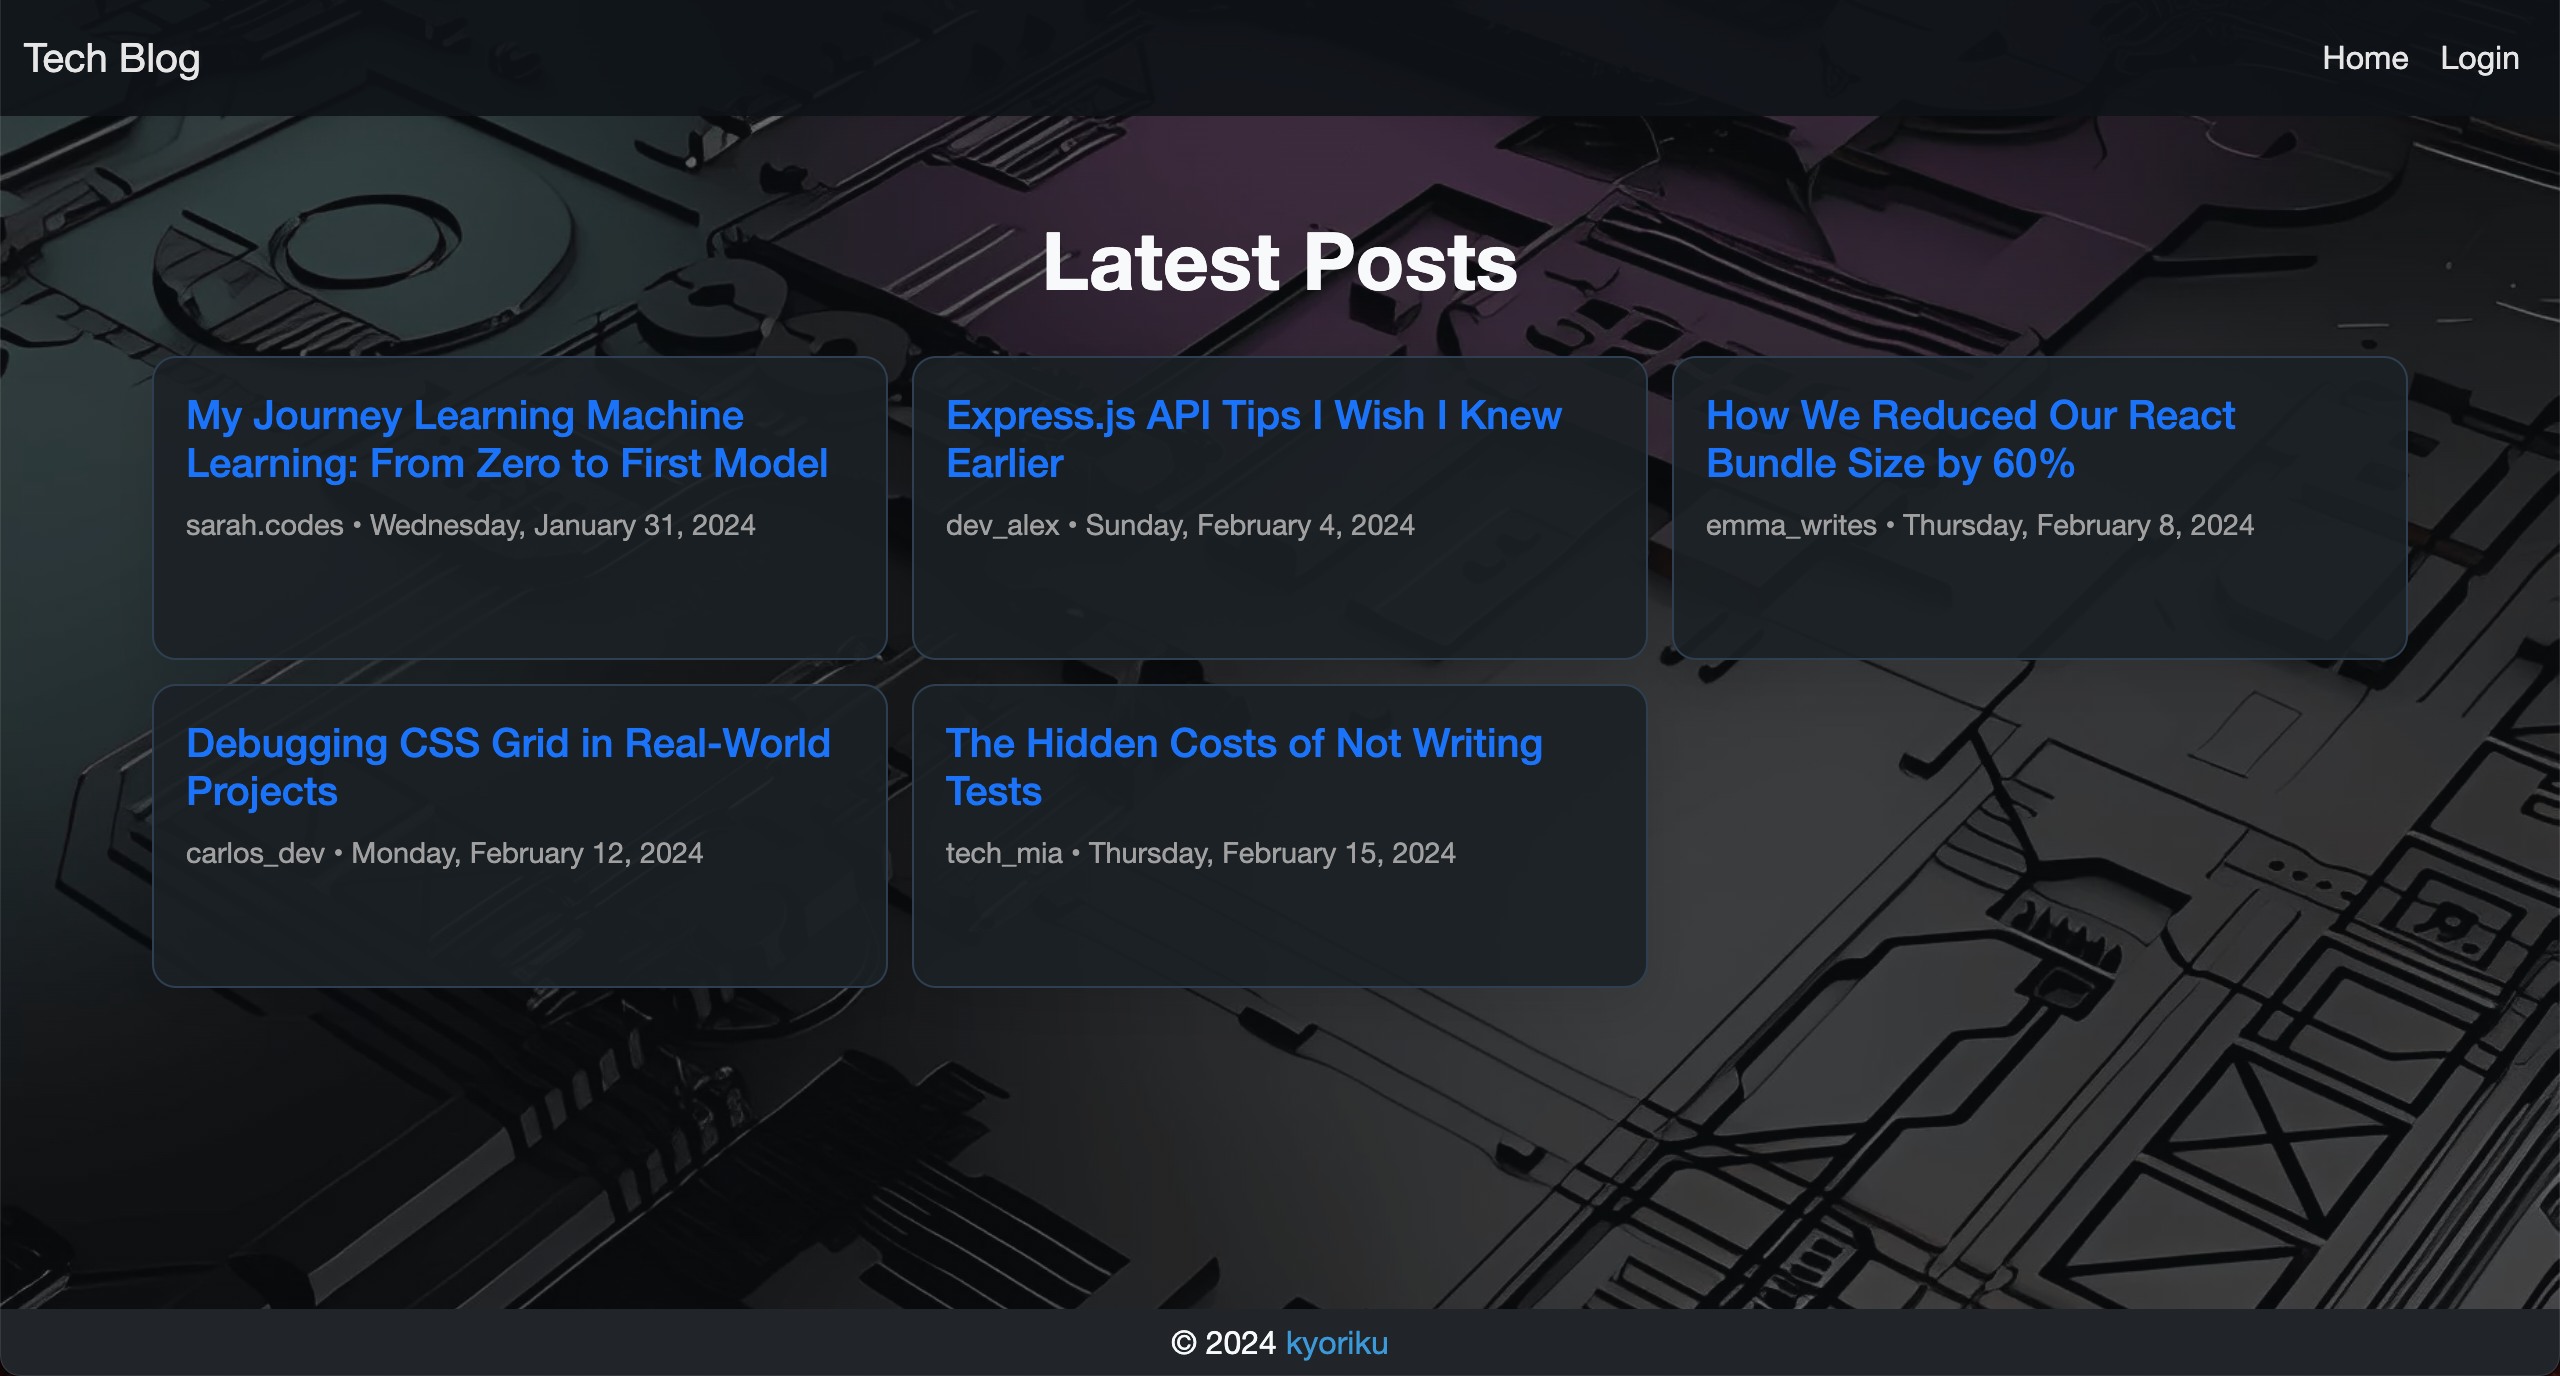 Tech Blog
Home
Login
Latest Posts
My Journey Learning Machine
Learning: From Zero to First Model
sarah.codes • Wednesday, January 31, 2024
Express.js API Tips I Wish I Knew
Earlier
dev_alex • Sunday, February 4, 2024
How We Reduced Our React
Bundle Size by 60%
emma_writes • Thursday, February 8, 2024
Debugging CSS Grid in Real-World
Projects
carlos_dev • Monday, February 12, 2024
The Hidden Costs of Not Writing
Tests
tech_mia • Thursday, February 15, 2024
© 2024 kyoriku